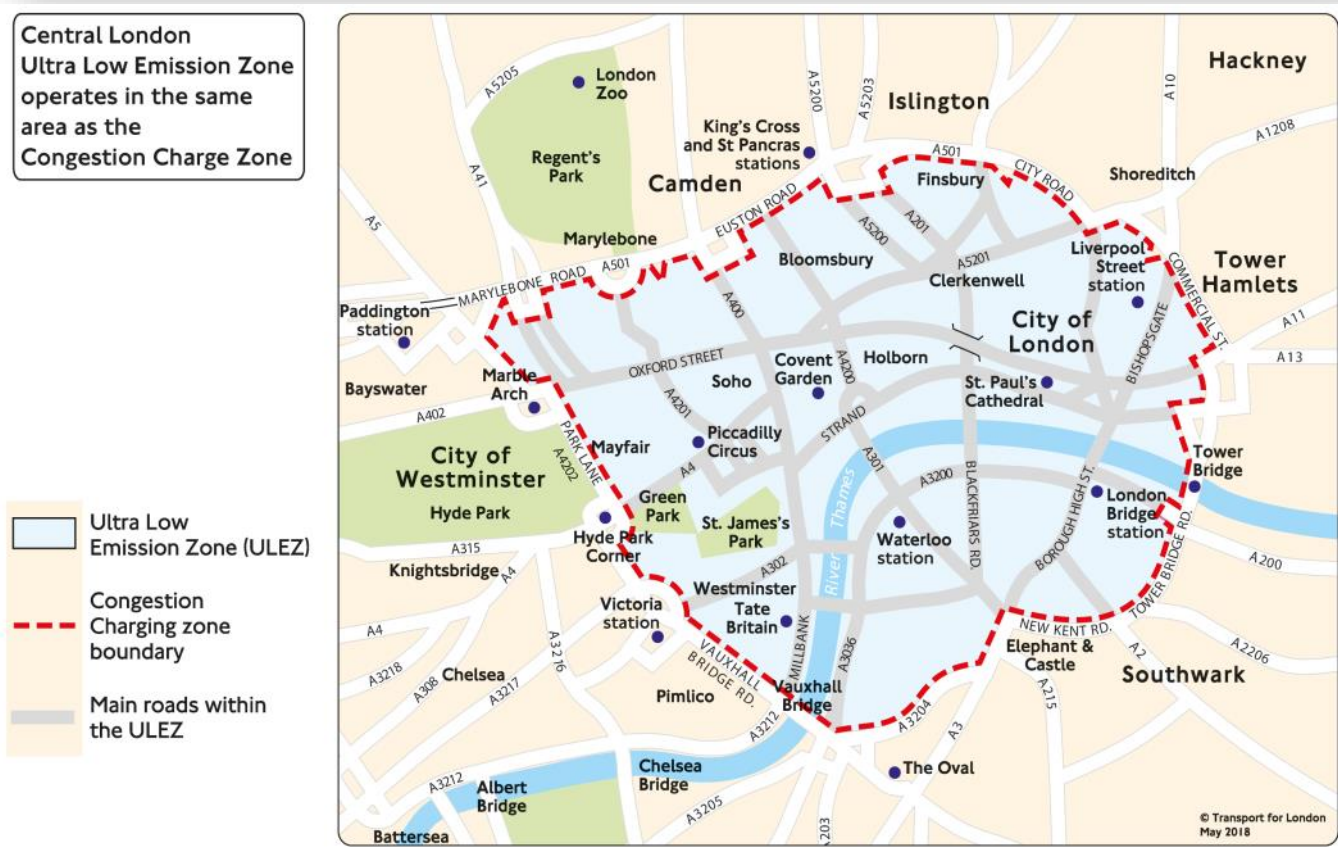 Central London
Ultra Low Emission Zone
operates in the same
area as the
Congestion Charge Zone
Ultra Low
Emission Zone (ULEZ)
Congestion
Charging zone
boundary
Main roads within
the ULEZ
Hackney
A10
A5205
London
Zoo
A5200
A5203
Islington
A1208
King's Cross
and St Pancras
stations
A501
CITY ROAD
A41
Regent's
Park
Camden
Finsbury
Shoreditch
EUSTON ROAD
A5
A201
A5200
Marylebone
Bloomsbury
A5201
Liverpool
Street
station
COMMERCIAL ST.
Tower
Hamlets
MARYLEBONE ROAD
A501
Clerkenwell
A400
Paddington
station
City of
London
BISHOPSGATE
A11
A13
OXFORD STREET
Covent
Garden
A4200
Holborn
Bayswater
Marble
Arch
Soho
St. Paul's
Cathedral
A402
A4201
STRAND
PARK LANE
Mayfair
Piccadilly
Circus
City of
Westminster
A4202
A4
A301
A3200
BLACKFRIARS RD.
BOROUGH HIGH ST.
Tower
Bridge
Hyde Park
Green
Park
St. James's
Park
River Thames
London
Bridge
station
Hyde Park
Corner
Waterloo
station
A315
A200
Knightsbridge
A4
A302
TOWER BRIDGE RD.
Westminster
Tate
Britain
Victoria
station
A4
A3216
NEW KENT RD.
A2
A2206
Elephant &
Castle
A3218
A308
Chelsea
A3217
VAUXHALL
BRIDGE RD.
MILLBANK
A3036
Southwark
Pimlico
Vauxhall
Bridge
A3204
A3
A215
A3212
The Oval
Chelsea
Bridge
A3212
Albert
Bridge
A3205
A203
Battersea
© Transport for London
May 2018